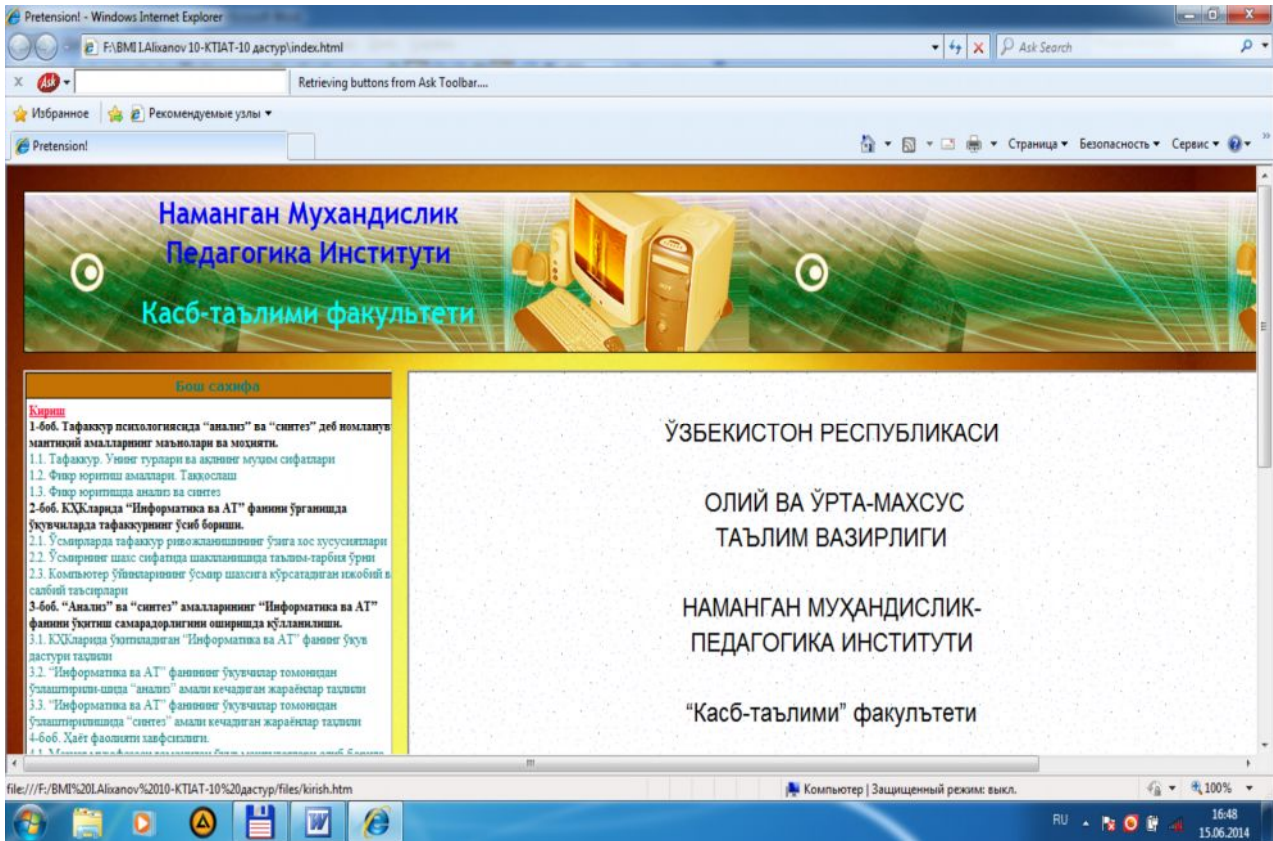 Pretension! - Windows Internet Explorer
F:\BMI I.Alixanov 10-KTIAT-10 дастур\index.html
Ask Search
Ask
Retrieving buttons from Ask Toolbar....
Избранное
Рекомендуемые узлы
Pretension!
Страница
Безопасность
Сервис
Наманган Мухандислик
Педагогика Институти
Касб-таълими факультети
Бош сахифа
Кириш
1-боб. Тафаккур психологиясида “анализ” ва “синтез” деб номланув
мантиқий амалларнинг маънолари ва моҳияти.
1.1. Тафаккур. Унинг турлари ва ақлнинг муҳим сифатлари
1.2. Фикр юритиш амаллари. Таққослаш
1.3. Фикр юритишда анализ ва синтез
2-боб. КҲКларида “Информатика ва АТ” фанини ўрганишда
ўқувчиларда тафаккурнинг ўсиб бориши.
2.1. Ўсмирларда тафаккур ривожланишининг ўзига хос хусусиятлари
2.2. Ўсмирнинг шахс сифатида шаклланишида таълим-тарбия ўрни
2.3. Компьютер ўйинларининг ўсмир шахсига кўрсатадиган ижобий в
салбий таъсирлари
3-боб. “Анализ” ва “синтез” амалларининг “Информатика ва АТ”
фанини ўқитиш самарадорлигини оширишда қўлланилиши.
3.1. КҲКларида ўқитиладиган “Информатика ва АТ” фанинг ўқув
дастури таҳлили
3.2. “Информатика ва АТ” фанининг ўқувчилар томонидан
ўзлаштирили-шида “анализ” амали кечадиган жараёнлар таҳлили
3.3. “Информатика ва АТ” фанининг ўқувчилар томонидан
ўзлаштирилишида “синтез” амали кечадиган жараёнлар таҳлили
4-боб. Ҳаёт фаолияти хавфсизлиги.
ЎЗБЕКИСТОН РЕСПУБЛИКАСИ
ОЛИЙ ВА ЎРТА-МАХСУС
ТАЪЛИМ ВАЗИРЛИГИ
НАМАНГАН МУҲАНДИСЛИК-
ПЕДАГОГИКА ИНСТИТУТИ
“Касб-таълими” факультети
file:///F:/BMI%20I.Alixanov%2010-KTIAT-10%20дастур/files/kirish.htm
Компьютер | Защищенный режим: выкл.
100%
RU
16:48
15.06.2014